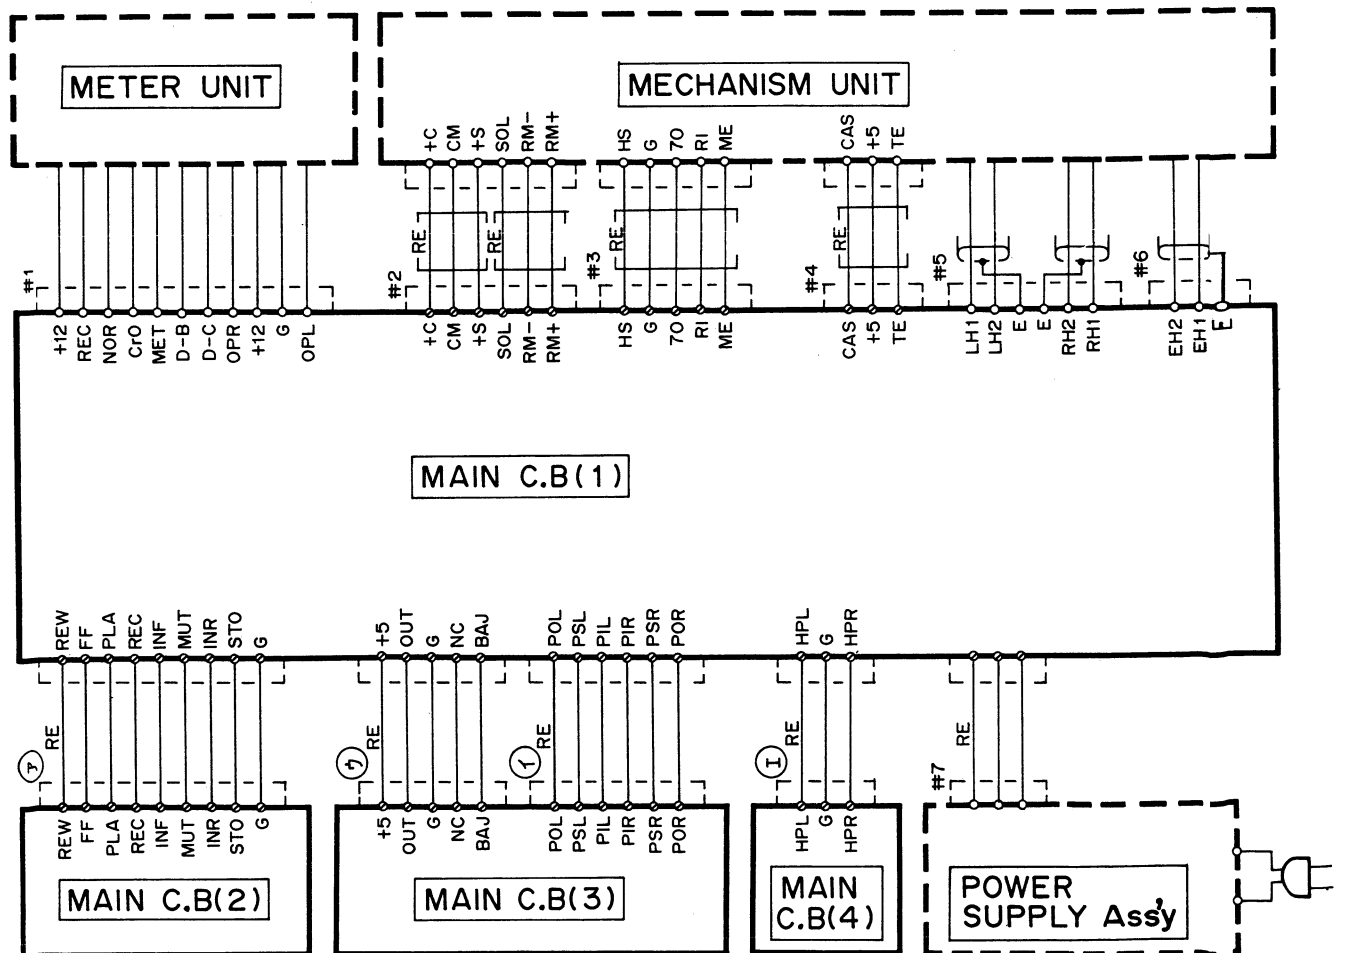 METER UNIT
MECHANISM UNIT
+C
CM
+S
SOL
RM-
RM+
HS
G
70
RI
ME
CAS
+5
TE
RE
RE
RE
RE
#1
#2
#3
#4
#5
#6
+12
REC
NOR
CrO
MET
D-B
D-C
OPR
+12
G
OPL
+C
CM
+S
SOL
RM-
RM+
HS
G
70
RI
ME
CAS
+5
TE
LH1
LH2
E
E
RH2
RH1
EH2
EH1
E
MAIN C.B(1)
REW
FF
PLA
REC
INF
MUT
INR
STO
G
+5
OUT
G
NC
BAJ
POL
PSL
PIL
PIR
PSR
POR
HPL
G
HPR
ア
RE
ウ
RE
イ
RE
エ
RE
#7
RE
REW
FF
PLA
REC
INF
MUT
INR
STO
G
+5
OUT
G
NC
BAJ
POL
PSL
PIL
PIR
PSR
POR
HPL
G
HPR
MAIN C.B(2)
MAIN C.B(3)
MAIN
C.B(4)
POWER
SUPPLY Ass'y